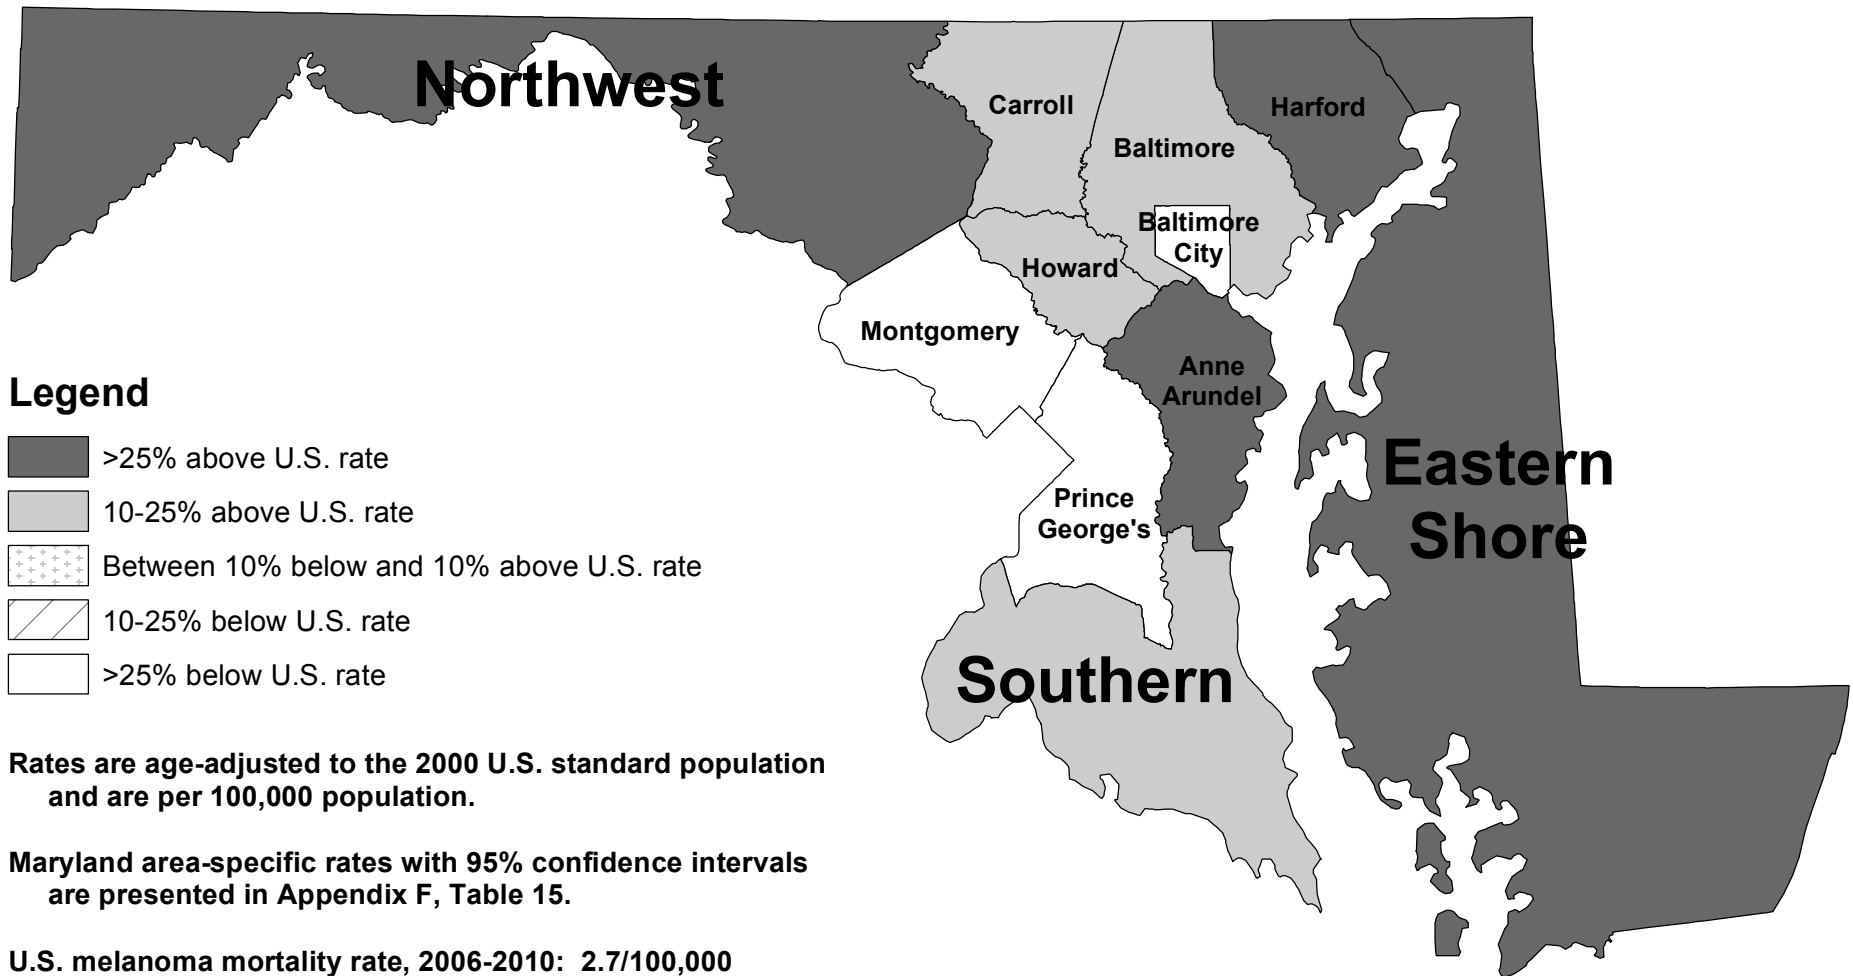 Northwest
Carroll
Baltimore
Harford
Baltimore
City
Howard
Montgomery
Anne
Arundel
Prince
George's
Eastern
Shore
Southern
Legend
>25% above U.S. rate
10-25% above U.S. rate
Between 10% below and 10% above U.S. rate
10-25% below U.S. rate
>25% below U.S. rate
Rates are age-adjusted to the 2000 U.S. standard population
and are per 100,000 population.
Maryland area-specific rates with 95% confidence intervals
are presented in Appendix F, Table 15.
U.S. melanoma mortality rate, 2006-2010: 2.7/100,000